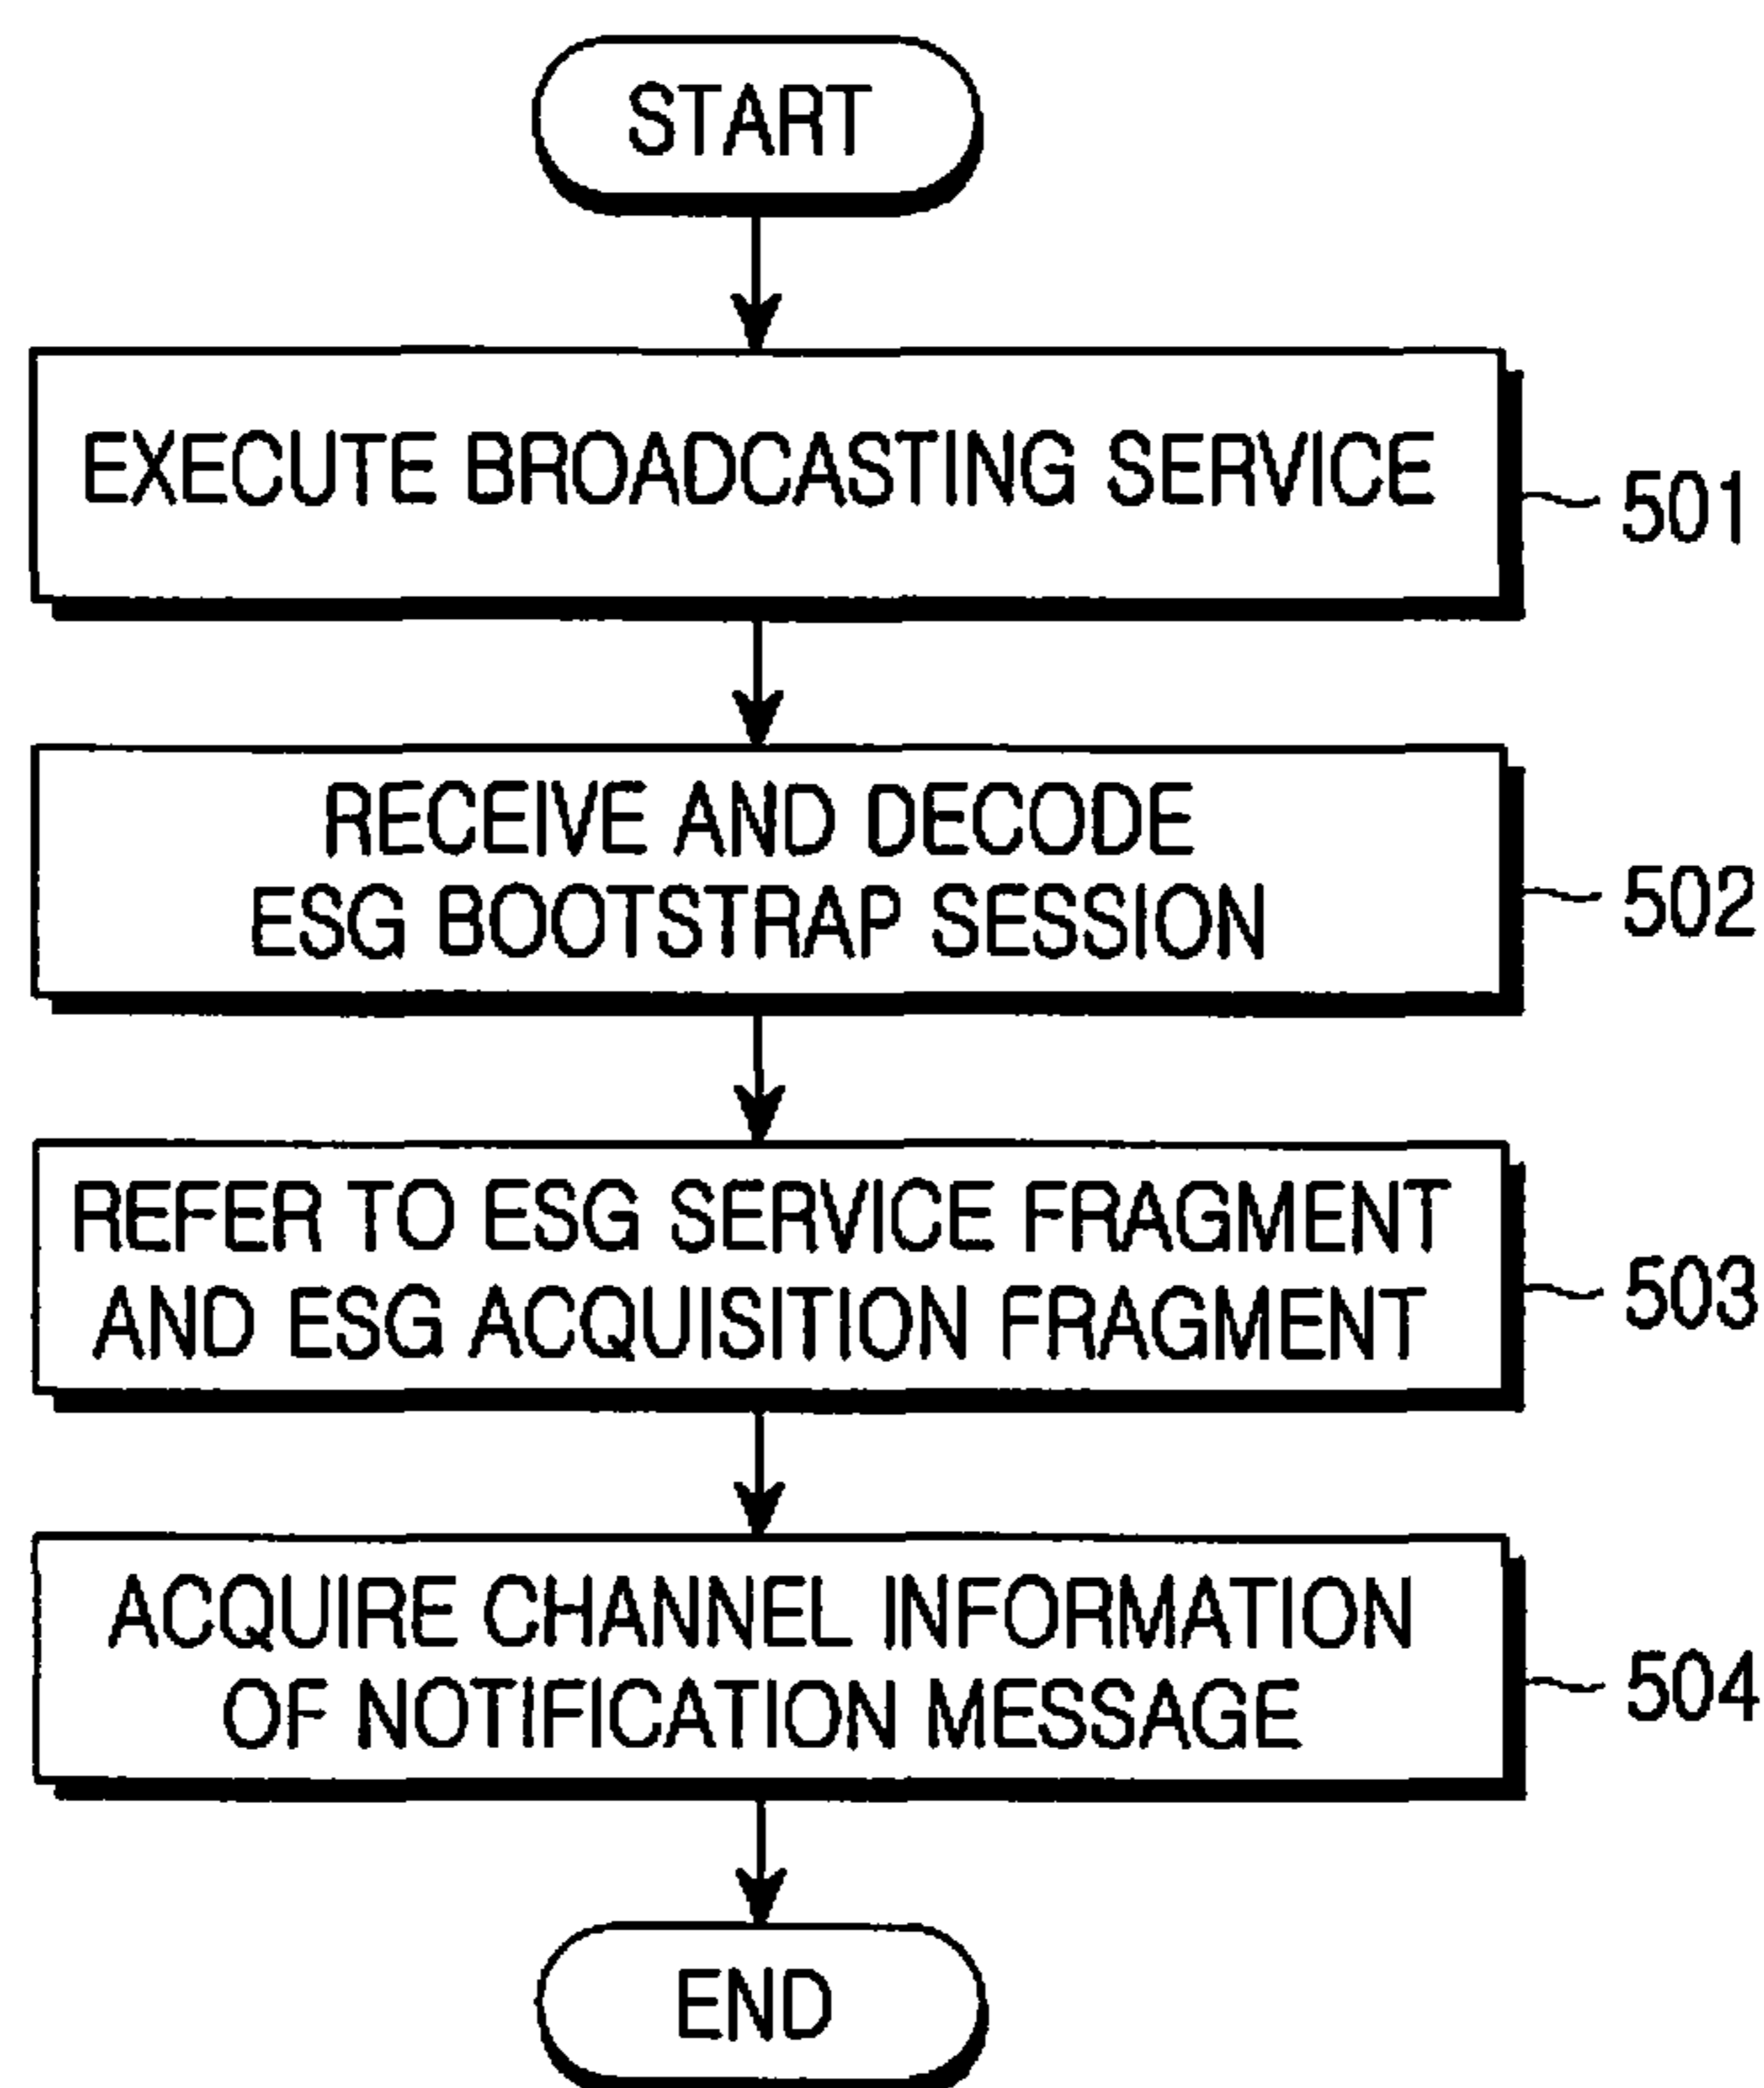 START
EXECUTE BROADCASTING SERVICE
501
RECEIVE AND DECODE
ESG BOOTSTRAP SESSION
502
REFER TO ESG SERVICE FRAGMENT
AND ESG ACQUISITION FRAGMENT
503
ACQUIRE CHANNEL INFORMATION
OF NOTIFICATION MESSAGE
504
END